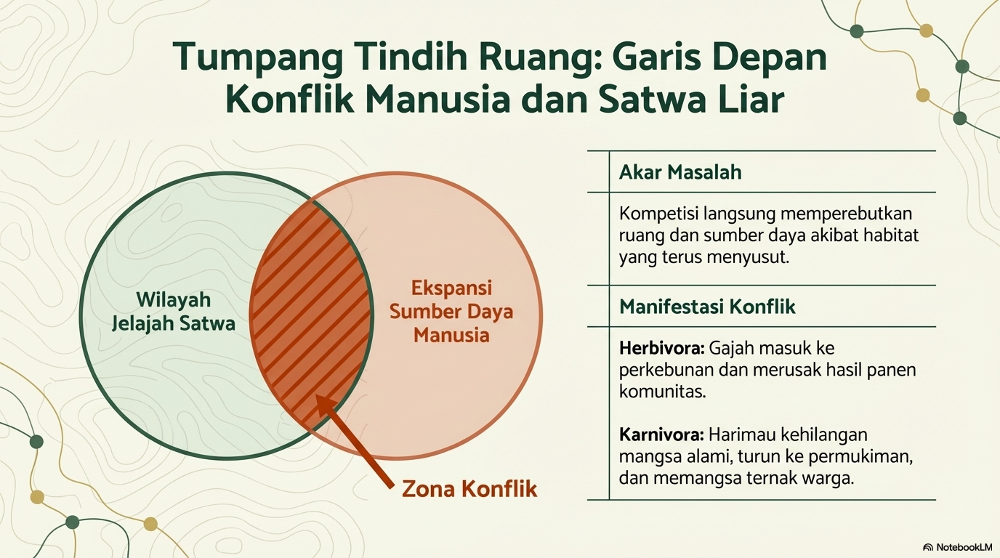 Tumpang Tindih Ruang: Garis Depan
Konflik Manusia dan Satwa Liar
Wilayah
Jelajah Satwa
Ekspansi
Sumber Daya
Manusia
Zona Konflik
Akar Masalah
Kompetisi langsung memperebutkan
ruang dan sumber daya akibat habitat
yang terus menyusut.
Manifestasi Konflik
Herbivora: Gajah masuk ke
perkebunan dan merusak hasil panen
komunitas.
Karnivora: Harimau kehilangan
mangsa alami, turun ke permukiman,
dan memangsa ternak warga.
NotebookLM